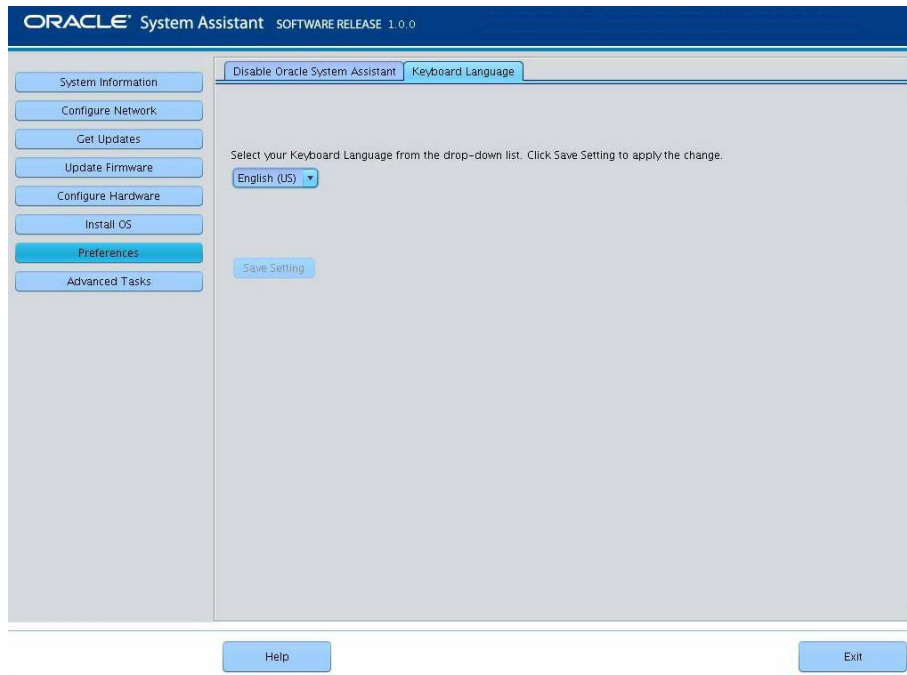 ORACLE System Assistant SOFTWARE RELEASE 1.0.0
System Information
Configure Network
Get Updates
Update Firmware
Configure Hardware
Install OS
Preferences
Advanced Tasks
Disable Oracle System Assistant
Keyboard Language
Select your Keyboard Language from the drop-down list. Click Save Setting to apply the change.
English (US)
Save Setting
Help
Exit